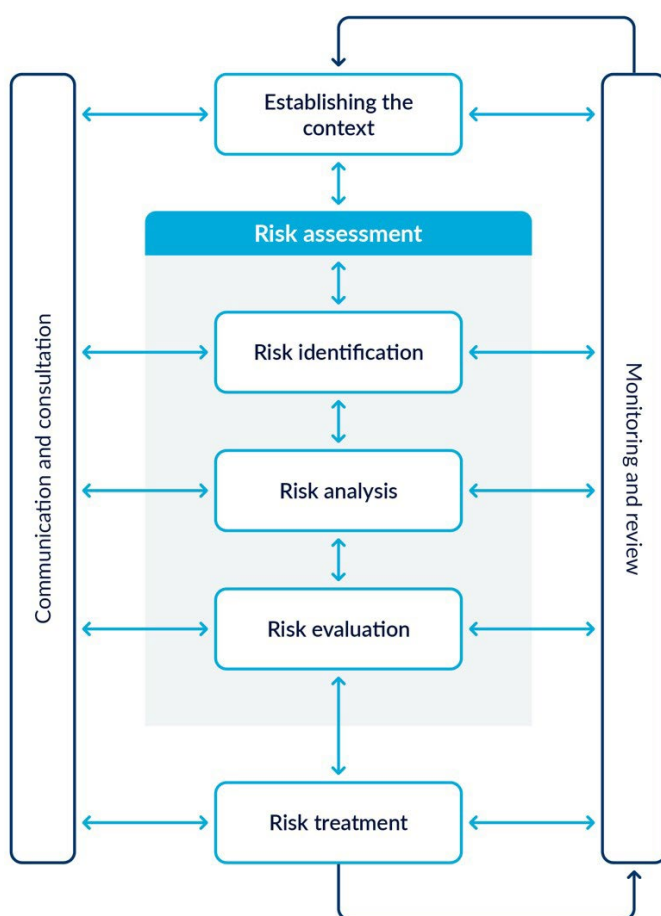 Establishing the
context
Risk assessment
Risk identification
Risk analysis
Risk evaluation
Risk treatment
Communication and consultation
Monitoring and review